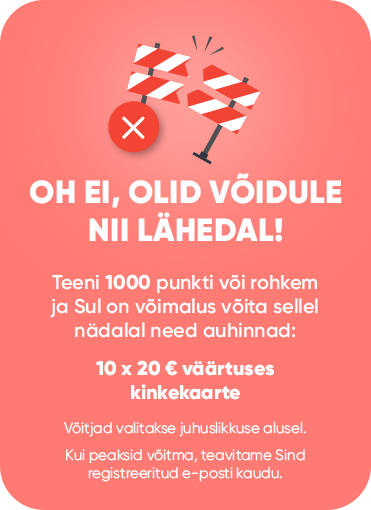 OH EI, OLID VÕIDULE
NII LÄHEDAL!
Teeni 1000 punkti või rohkem
ja Sul on võimalus võita sellel
nädalal need auhinnad:
10 x 20 € väärtuses
kinkekaarte
Võitjad valitakse juhuslikkuse alusel.
Kui peaksid võitma, teavitame Sind
registreeritud e-posti kaudu.